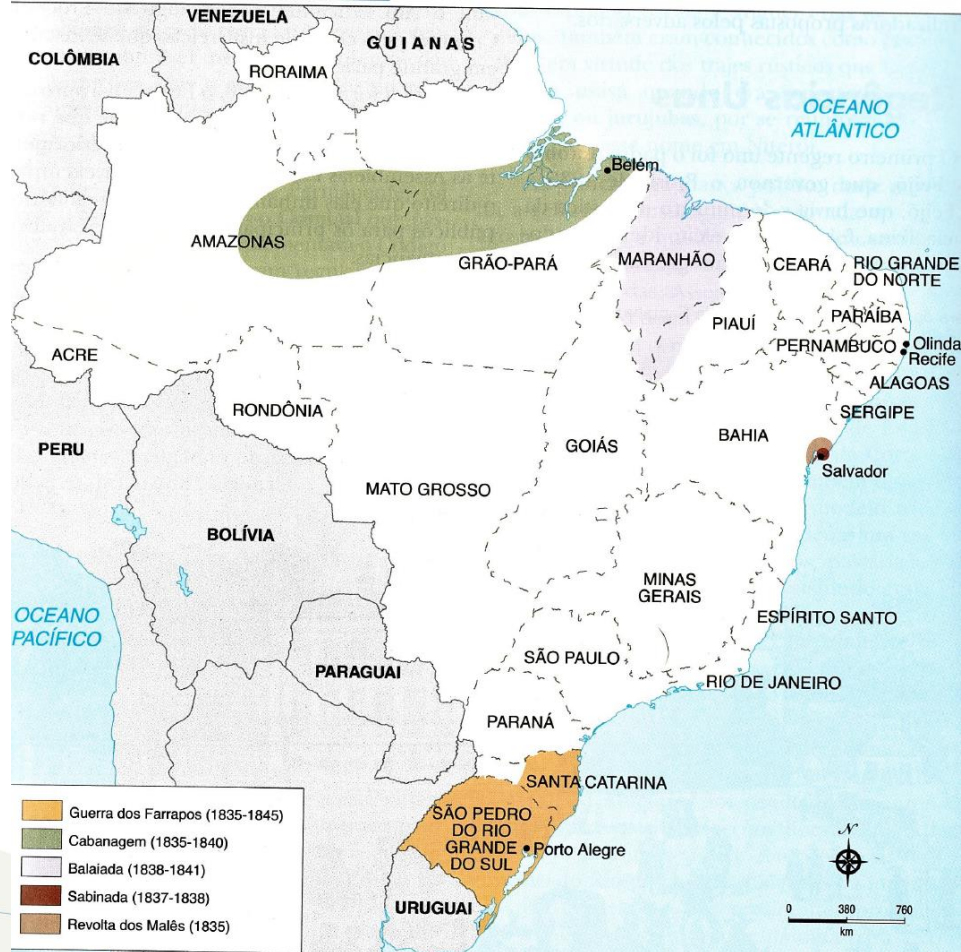 VENEZUELA
GUIANAS
COLÔMBIA
RORAIMA
OCEANO
ATLÂNTICO
Belém
AMAZONAS
GRÃO-PARÁ
MARANHÃO
CEARÁ
RIO GRANDE
DO NORTE
PIAUÍ
PARAÍBA
PERNAMBUCO
Olinda
Recife
ACRE
ALAGOAS
RONDÔNIA
SERGIPE
PERU
GOIÁS
BAHIA
Salvador
MATO GROSSO
BOLÍVIA
MINAS
GERAIS
OCEANO
PACÍFICO
ESPÍRITO SANTO
SÃO PAULO
PARAGUAI
RIO DE JANEIRO
PARANÁ
SANTA CATARINA
SÃO PEDRO
DO RIO
GRANDE
DO SUL
Porto Alegre
URUGUAI
Guerra dos Farrapos (1835-1845)
Cabanagem (1835-1840)
Balaiada (1838-1841)
Sabinada (1837-1838)
Revolta dos Malês (1835)
N
0 380 760
km